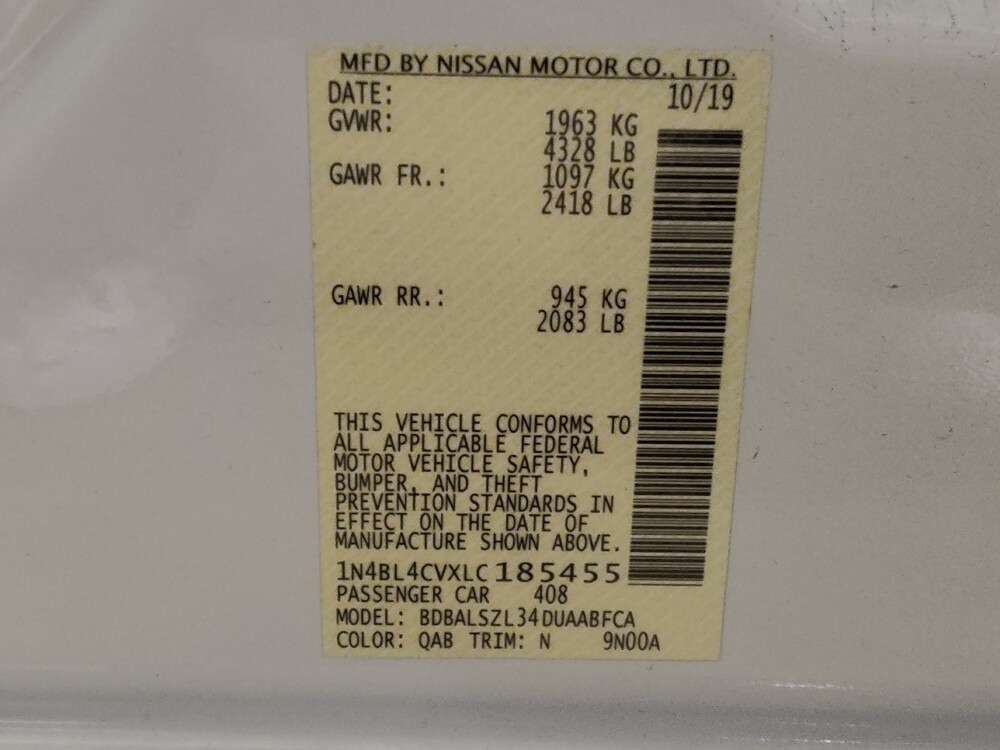 MFD BY NISSAN MOTOR CO., LTD.
DATE: 10/19
GVWR: 1963 KG
4328 LB
GAWR FR.: 1097 KG
2418 LB
GAWR RR.: 945 KG
2083 LB
THIS VEHICLE CONFORMS TO
ALL APPLICABLE FEDERAL
MOTOR VEHICLE SAFETY,
BUMPER, AND THEFT
PREVENTION STANDARDS IN
EFFECT ON THE DATE OF
MANUFACTURE SHOWN ABOVE.
1N4BL4CVXLC185455
PASSENGER CAR 408
MODEL: BDBALSZL34DUAABFCA
COLOR: QAB TRIM: N 9N00A